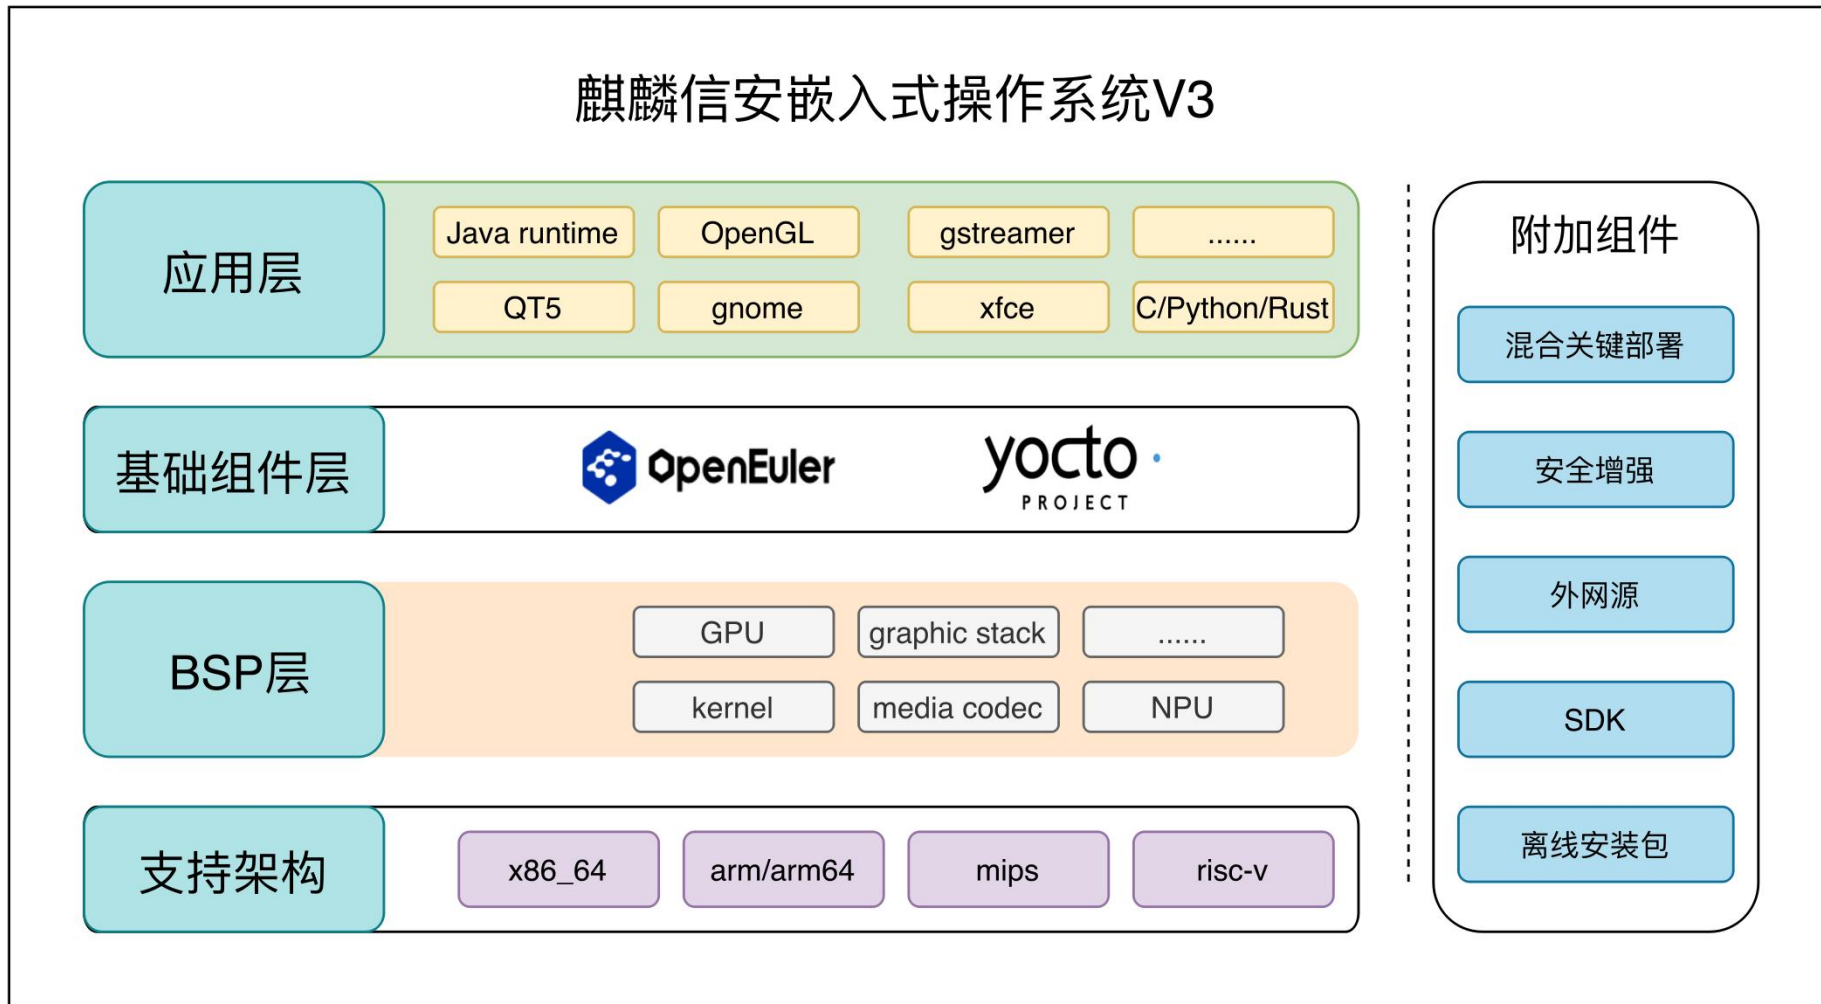 麒麟信安嵌入式操作系统V3
应用层
Java runtime
OpenGL
gstreamer
......
QT5
gnome
xfce
C/Python/Rust
基础组件层
OpenEuler
yocto
PROJECT
BSP层
GPU
graphic stack
......
kernel
media codec
NPU
支持架构
x86_64
arm/arm64
mips
risc-v
附加组件
混合关键部署
安全增强
外网源
SDK
离线安装包